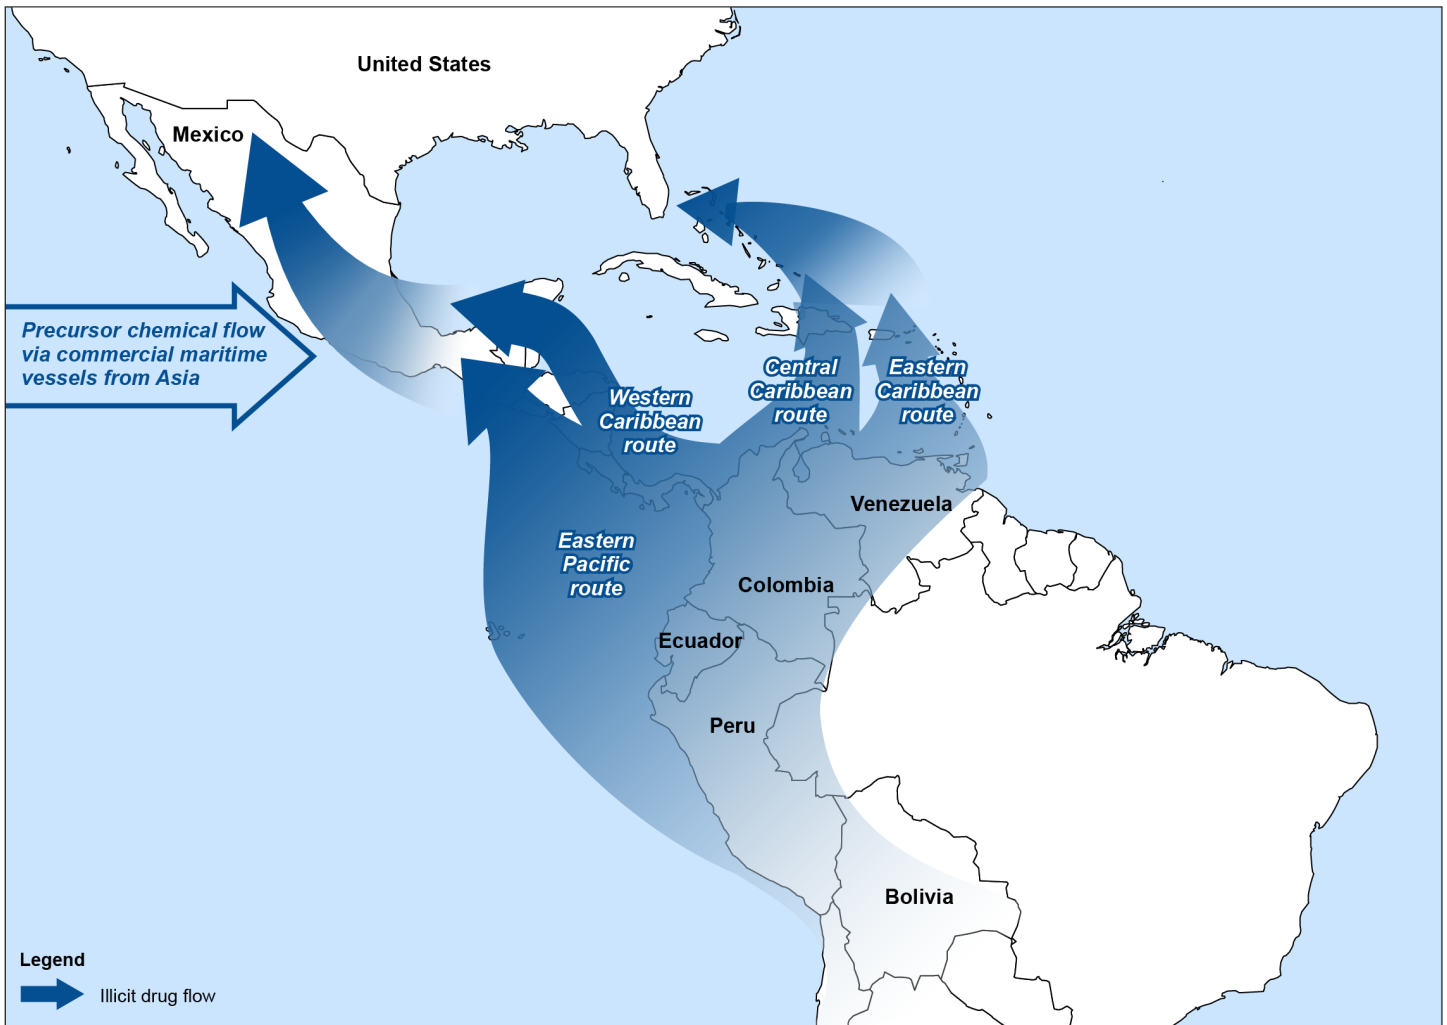 United States
Mexico
Precursor chemical flow
via commercial maritime
vessels from Asia
Western
Caribbean
route
Central
Caribbean
route
Eastern
Caribbean
route
Venezuela
Eastern
Pacific
route
Colombia
Ecuador
Peru
Bolivia
Legend
Illicit drug flow